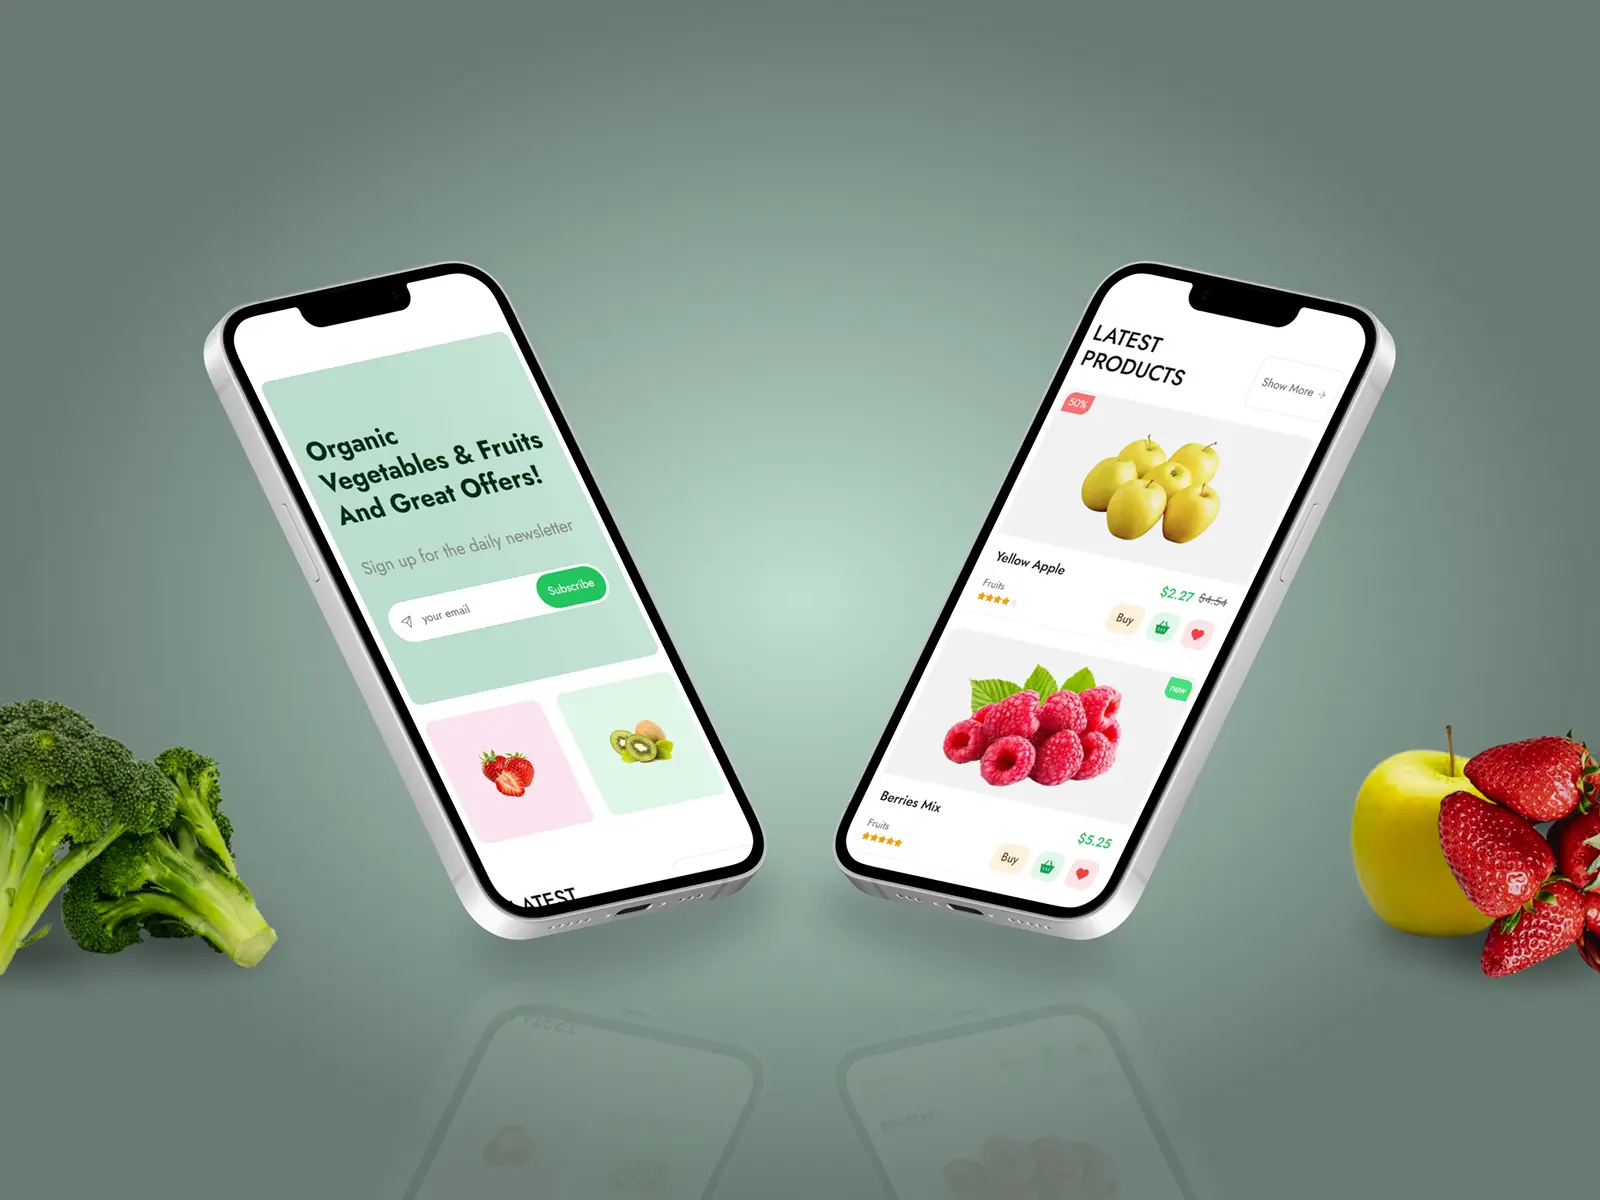 Organic
Vegetables & Fruits
And Great Offers!
Sign up for the daily newsletter
your email
Subscribe
LATEST
LATEST
PRODUCTS
Show More →
50%
Yellow Apple
Fruits
$2.27 $4.54
Buy
new
Berries Mix
Fruits
$5.25
Buy